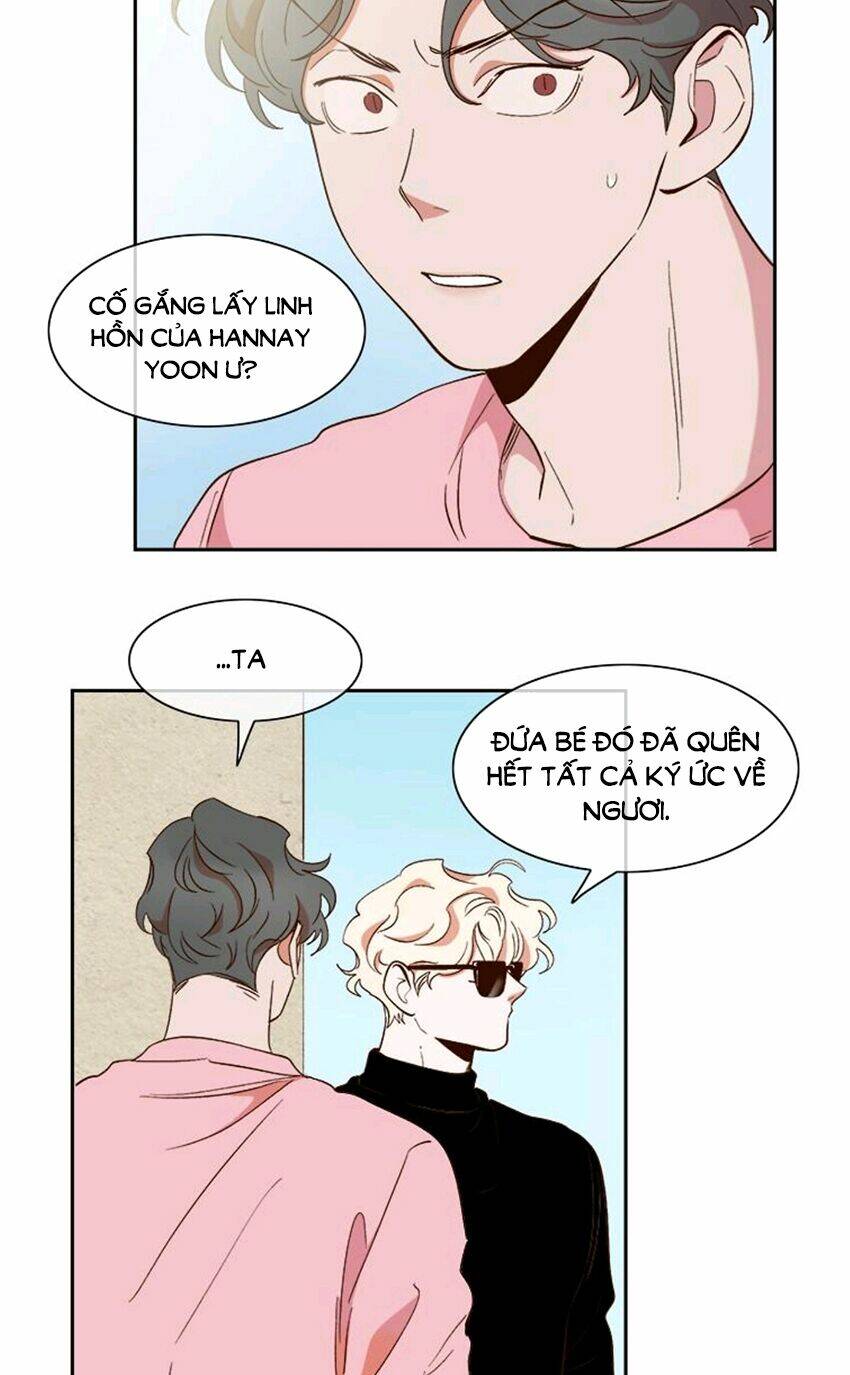 CỐ GẮNG LẤY LINH
HỒN CỦA HANNAY
YOON Ư?
...TA
ĐỨA BÉ ĐÓ ĐÃ QUÊN
HẾT TẤT CẢ KÝ ỨC VỀ
NGƯƠI.